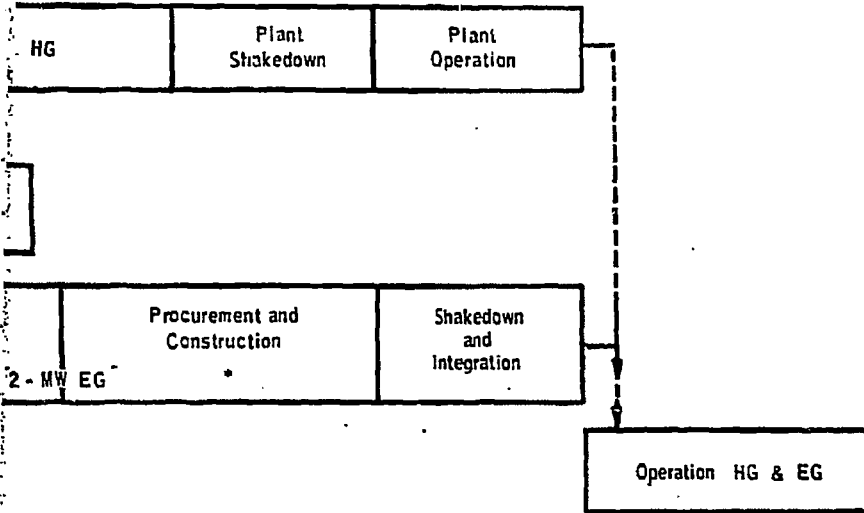 HG
Plant
Shakedown
Plant
Operation
Procurement and
Construction
*
2 - MW EG
Shakedown
and
Integration
Operation HG & EG